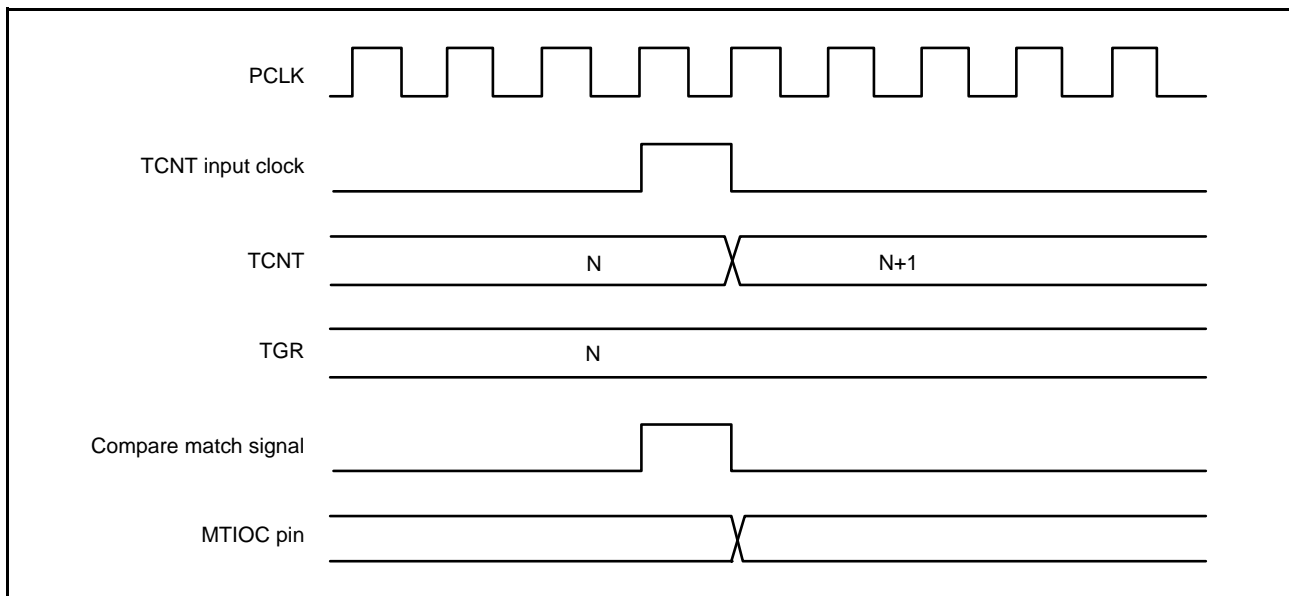 PCLK
TCNT input clock
TCNT
N
N+1
TGR
N
Compare match signal
MTIOC pin